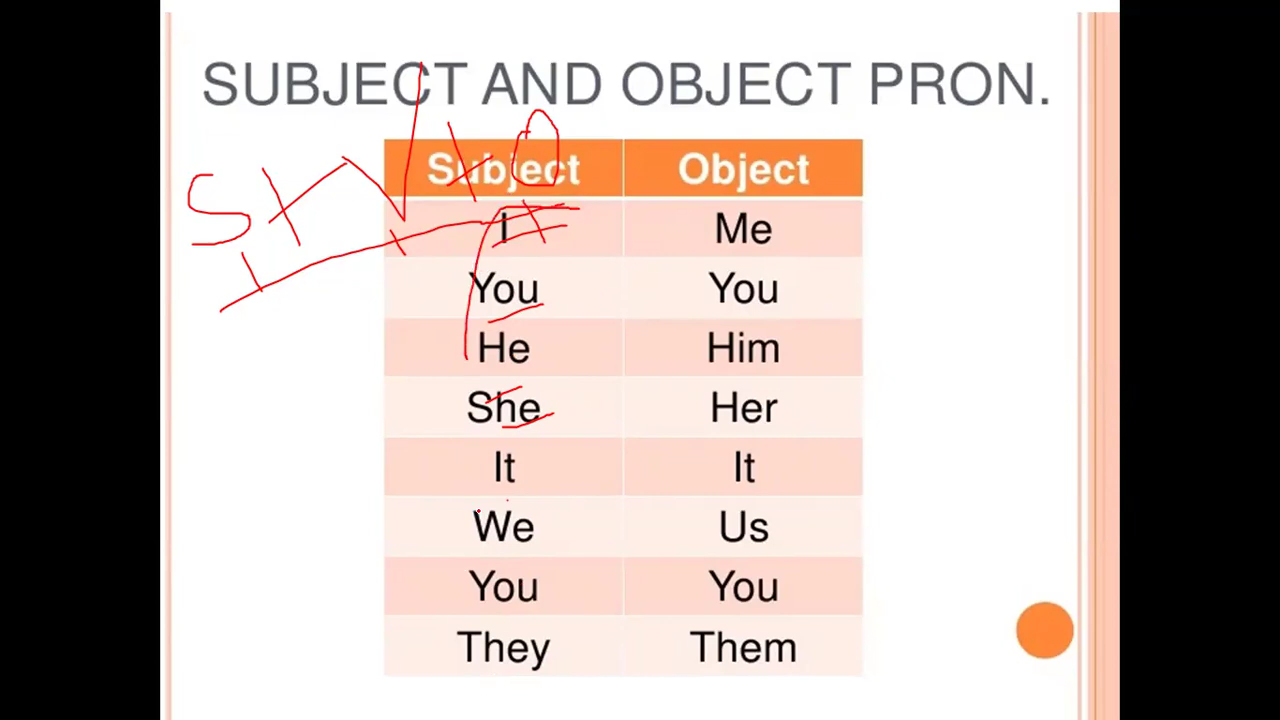 SUBJECT AND OBJECT PRON.
S+V+O
Subject Object
I Me
You You
He Him
She Her
It It
We Us
You You
They Them